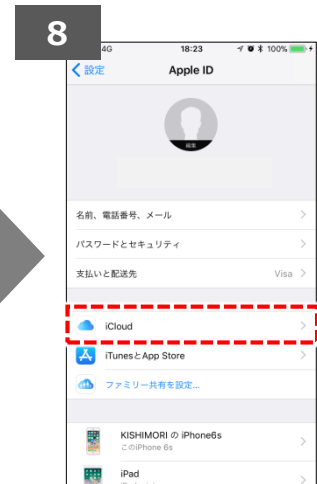 8
4G 18:23 100%
設定 Apple ID
編集
名前、電話番号、メール
パスワードとセキュリティ
支払いと配送先 Visa
iCloud
iTunesとApp Store
ファミリー共有を設定...
KISHIMORI の iPhone6s
このiPhone 6s
iPad